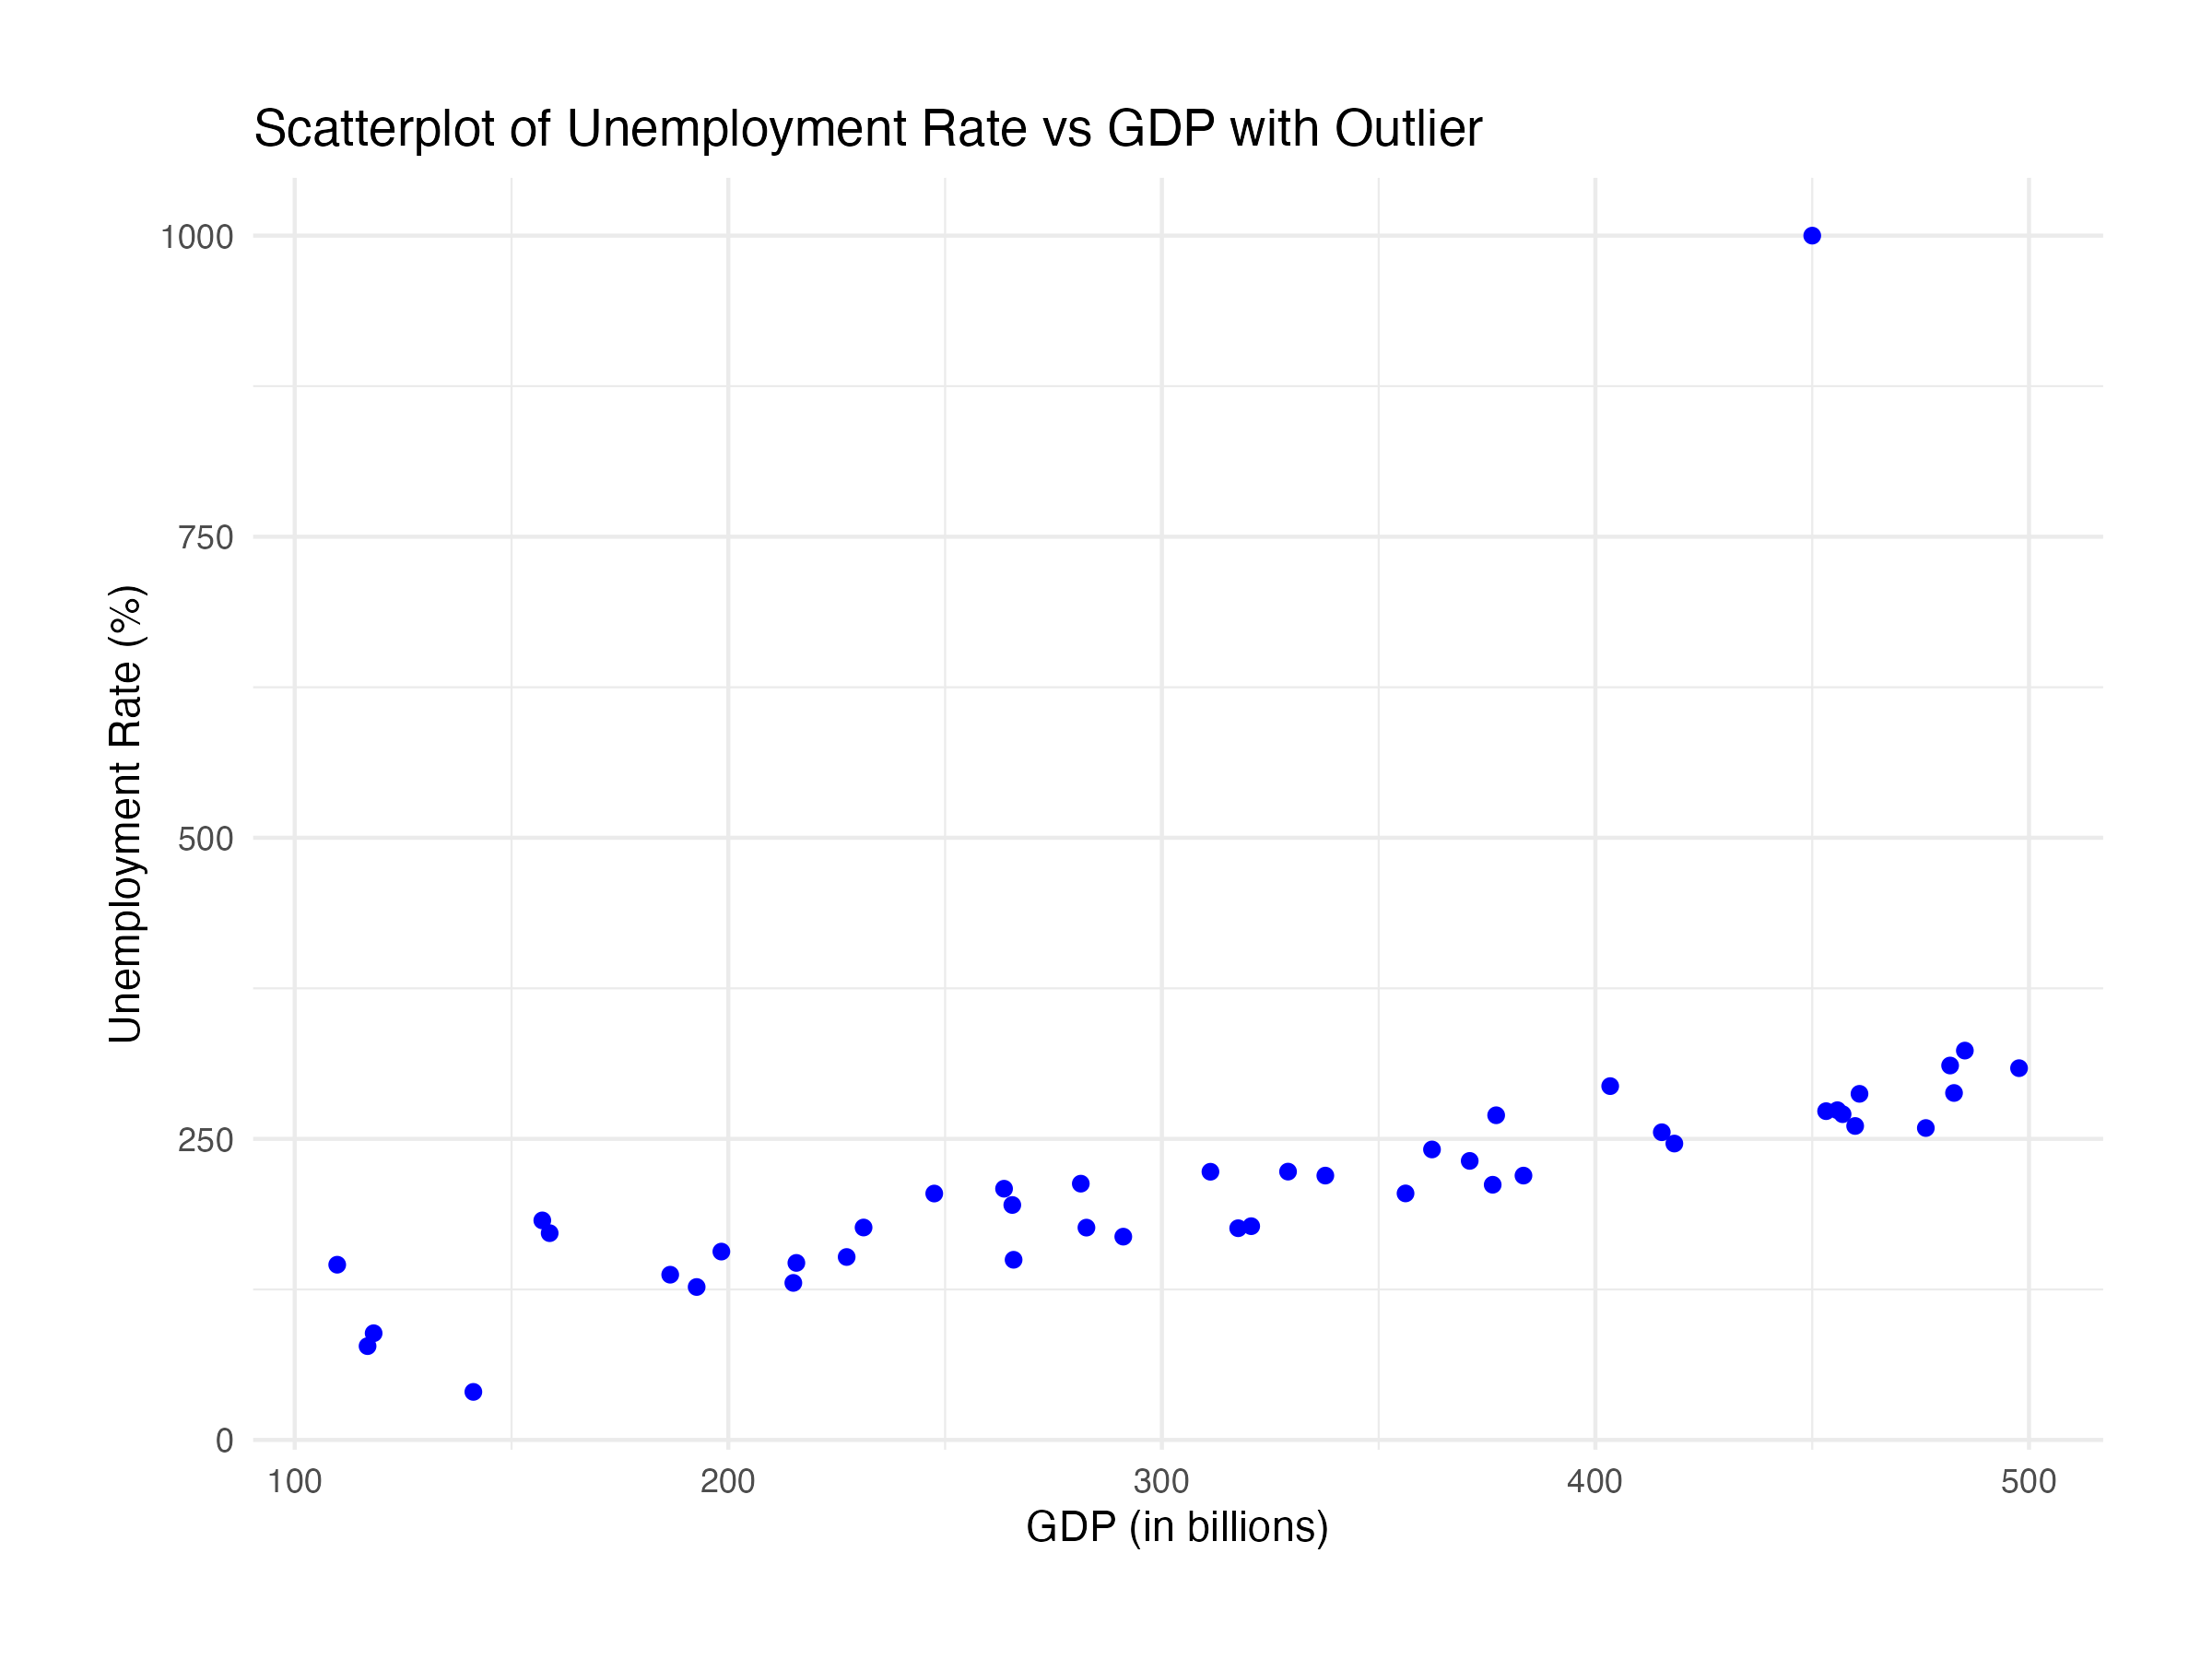 Scatterplot of Unemployment Rate vs GDP with Outlier
Unemployment Rate (%)
1000
750
500
250
0
100 200 300 400 500
GDP (in billions)